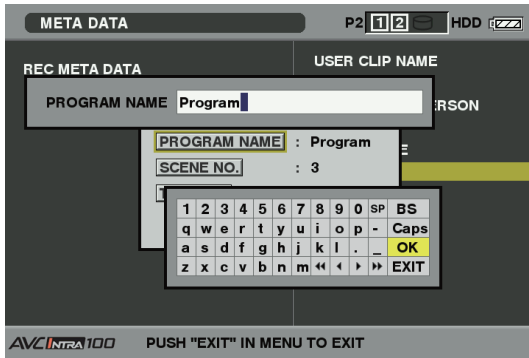 META DATA P2 1 2 HDD
REC META DATA
USER CLIP NAME
PROGRAM NAME Program
ERSON
PROGRAM NAME : Program
E
SCENE NO. : 3
T
1 2 3 4 5 6 7 8 9 0 SP BS
q w e r t y u i o p - Caps
a s d f g h j k l . _ OK
z x c v b n m EXIT
AVC INTRA 100 PUSH "EXIT" IN MENU TO EXIT